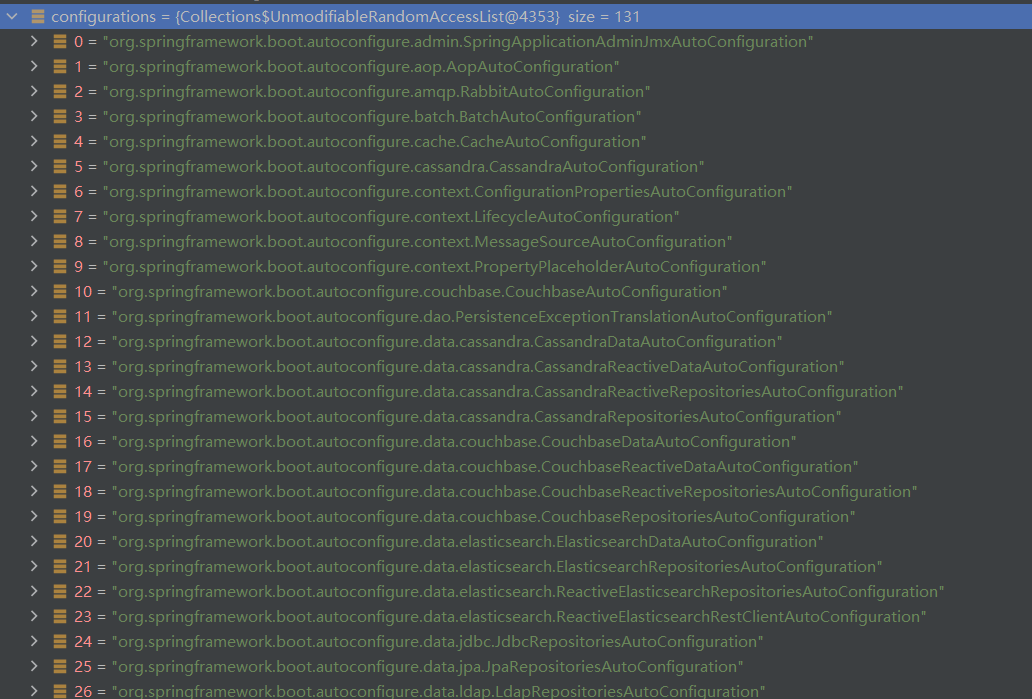 configurations = {Collections$UnmodifiableRandomAccessList@4353} size = 131
0 = "org.springframework.boot.autoconfigure.admin.SpringApplicationAdminJmxAutoConfiguration"
1 = "org.springframework.boot.autoconfigure.aop.AopAutoConfiguration"
2 = "org.springframework.boot.autoconfigure.amqp.RabbitAutoConfiguration"
3 = "org.springframework.boot.autoconfigure.batch.BatchAutoConfiguration"
4 = "org.springframework.boot.autoconfigure.cache.CacheAutoConfiguration"
5 = "org.springframework.boot.autoconfigure.cassandra.CassandraAutoConfiguration"
6 = "org.springframework.boot.autoconfigure.context.ConfigurationPropertiesAutoConfiguration"
7 = "org.springframework.boot.autoconfigure.context.LifecycleAutoConfiguration"
8 = "org.springframework.boot.autoconfigure.context.MessageSourceAutoConfiguration"
9 = "org.springframework.boot.autoconfigure.context.PropertyPlaceholderAutoConfiguration"
10 = "org.springframework.boot.autoconfigure.couchbase.CouchbaseAutoConfiguration"
11 = "org.springframework.boot.autoconfigure.dao.PersistenceExceptionTranslationAutoConfiguration"
12 = "org.springframework.boot.autoconfigure.data.cassandra.CassandraDataAutoConfiguration"
13 = "org.springframework.boot.autoconfigure.data.cassandra.CassandraReactiveDataAutoConfiguration"
14 = "org.springframework.boot.autoconfigure.data.cassandra.CassandraReactiveRepositoriesAutoConfiguration"
15 = "org.springframework.boot.autoconfigure.data.cassandra.CassandraRepositoriesAutoConfiguration"
16 = "org.springframework.boot.autoconfigure.data.couchbase.CouchbaseDataAutoConfiguration"
17 = "org.springframework.boot.autoconfigure.data.couchbase.CouchbaseReactiveDataAutoConfiguration"
18 = "org.springframework.boot.autoconfigure.data.couchbase.CouchbaseReactiveRepositoriesAutoConfiguration"
19 = "org.springframework.boot.autoconfigure.data.couchbase.CouchbaseRepositoriesAutoConfiguration"
20 = "org.springframework.boot.autoconfigure.data.elasticsearch.ElasticsearchDataAutoConfiguration"
21 = "org.springframework.boot.autoconfigure.data.elasticsearch.ElasticsearchRepositoriesAutoConfiguration"
22 = "org.springframework.boot.autoconfigure.data.elasticsearch.ReactiveElasticsearchRepositoriesAutoConfiguration"
23 = "org.springframework.boot.autoconfigure.data.elasticsearch.ReactiveElasticsearchRestClientAutoConfiguration"
24 = "org.springframework.boot.autoconfigure.data.jdbc.JdbcRepositoriesAutoConfiguration"
25 = "org.springframework.boot.autoconfigure.data.jpa.JpaRepositoriesAutoConfiguration"
26 = "org.springframework.boot.autoconfigure.data.ldap.LdapRepositoriesAutoConfiguration"